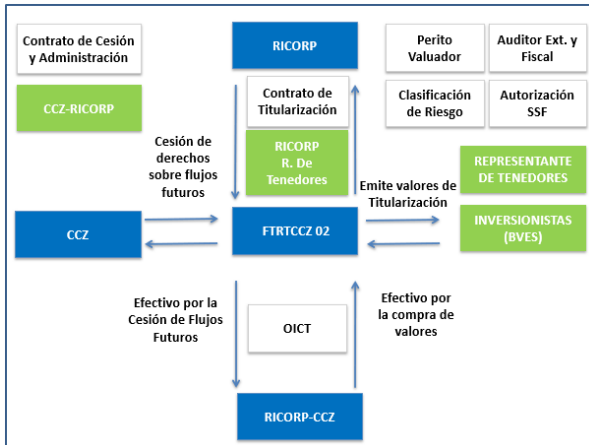 Contrato de Cesión
y Administración
RICORP
Perito
Valuador
Auditor Ext. y
Fiscal
CCZ-RICORP
Contrato de
Titularización
Clasificación
de Riesgo
Autorización
SSF
Cesión de
derechos
sobre flujos
futuros
RICORP
R. De
Tenedores
Emite valores de
Titularización
REPRESENTANTE
DE TENEDORES
CCZ
FTRTCCZ 02
INVERSIONISTAS
(BVES)
Efectivo por la
Cesión de Flujos
Futuros
OICT
Efectivo por
la compra de
valores
RICORP-CCZ